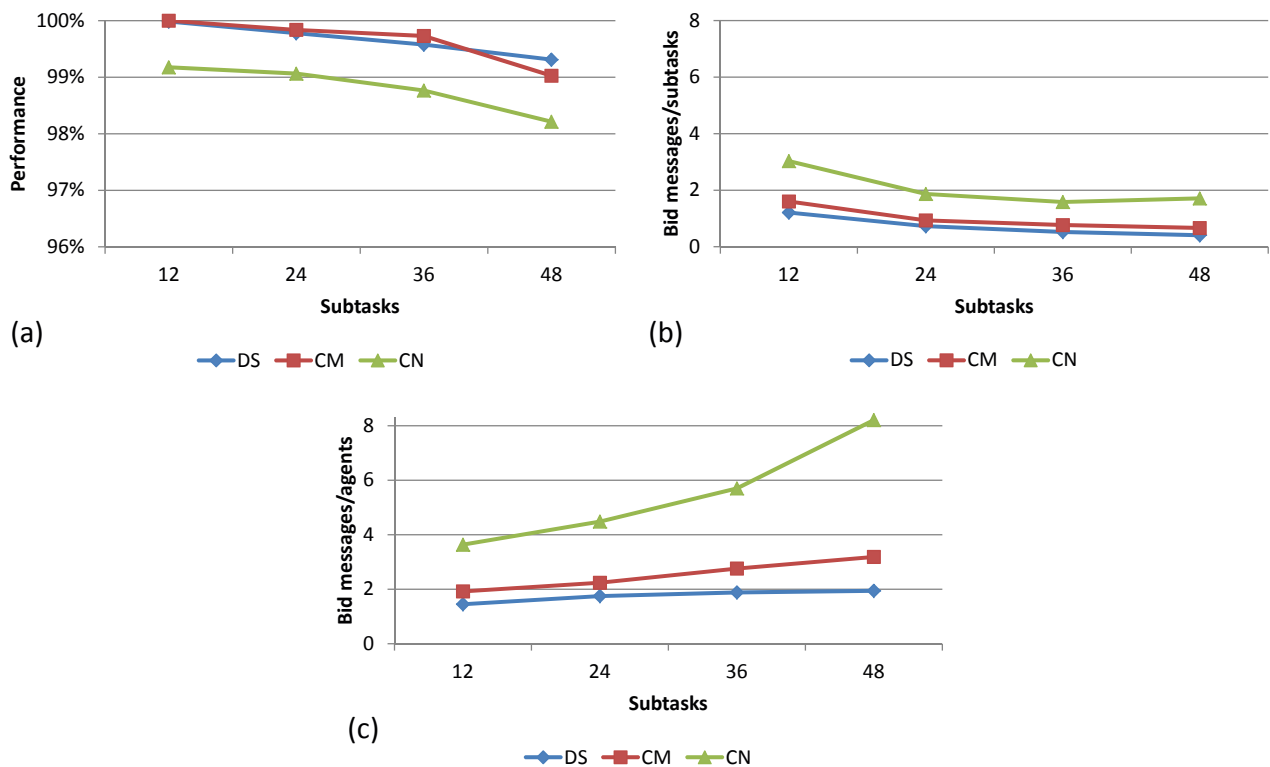 Performance
100%
99%
98%
97%
96%
12 24 36 48
Subtasks
(a)
DS CM CN
Bid messages/subtasks
8
6
4
2
0
12 24 36 48
Subtasks
(b)
DS CM CN
Bid messages/agents
8
6
4
2
0
12 24 36 48
Subtasks
(c)
DS CM CN